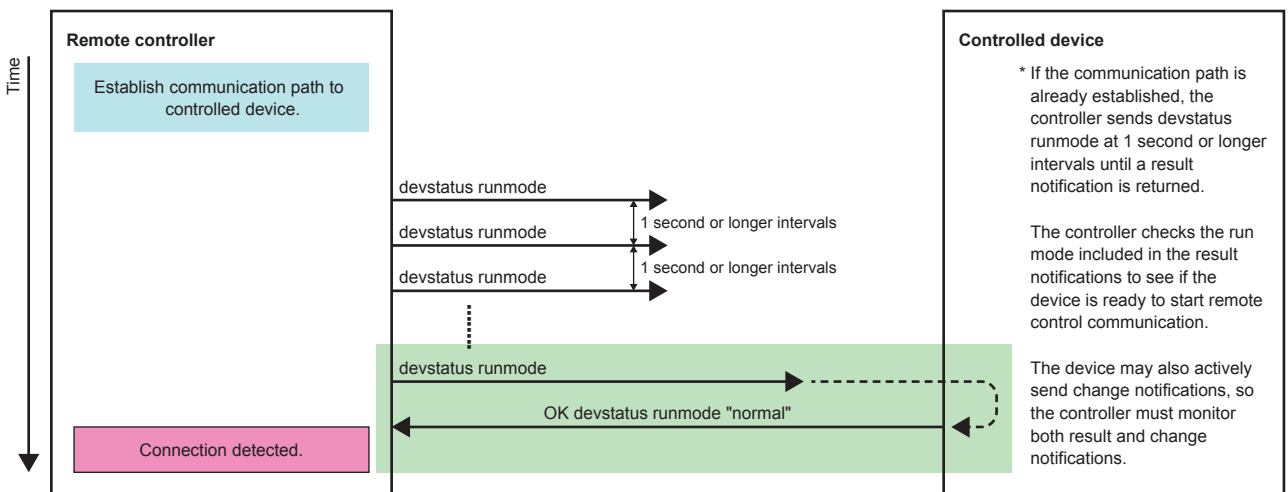 Time
Remote controller
Establish communication path to
controlled device.
devstatus runmode
1 second or longer intervals
devstatus runmode
1 second or longer intervals
devstatus runmode
devstatus runmode
OK devstatus runmode "normal"
Connection detected.
Controlled device
* If the communication path is
already established, the
controller sends devstatus
runmode at 1 second or longer
intervals until a result
notification is returned.
The controller checks the run
mode included in the result
notifications to see if the
device is ready to start remote
control communication.
The device may also actively
send change notifications, so
the controller must monitor
both result and change
notifications.